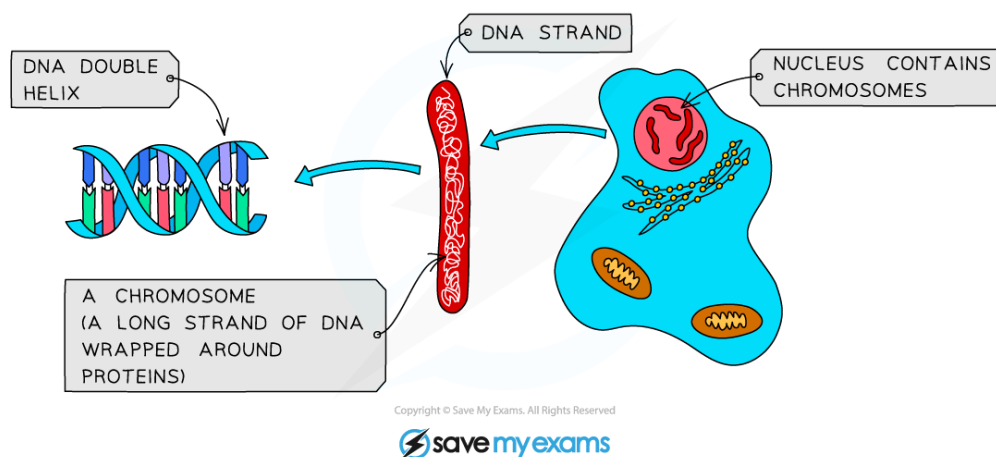 DNA DOUBLE
HELIX
DNA STRAND
NUCLEUS CONTAINS
CHROMOSOMES
A CHROMOSOME
(A LONG STRAND OF DNA
WRAPPED AROUND
PROTEINS)
Copyright © Save My Exams. All Rights Reserved
save my exams